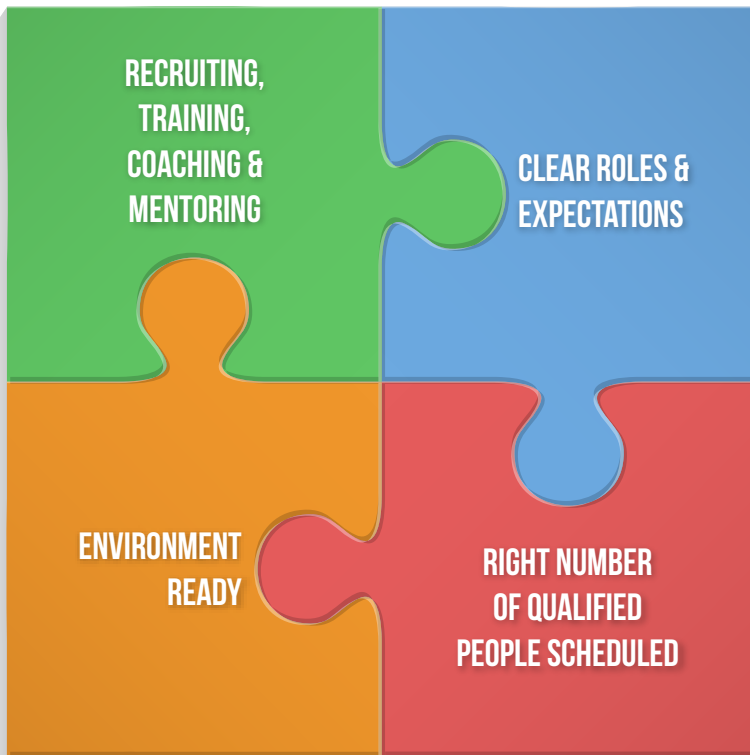 RECRUITING,
TRAINING,
COACHING &
MENTORING
CLEAR ROLES &
EXPECTATIONS
ENVIRONMENT
READY
RIGHT NUMBER
OF QUALIFIED
PEOPLE SCHEDULED